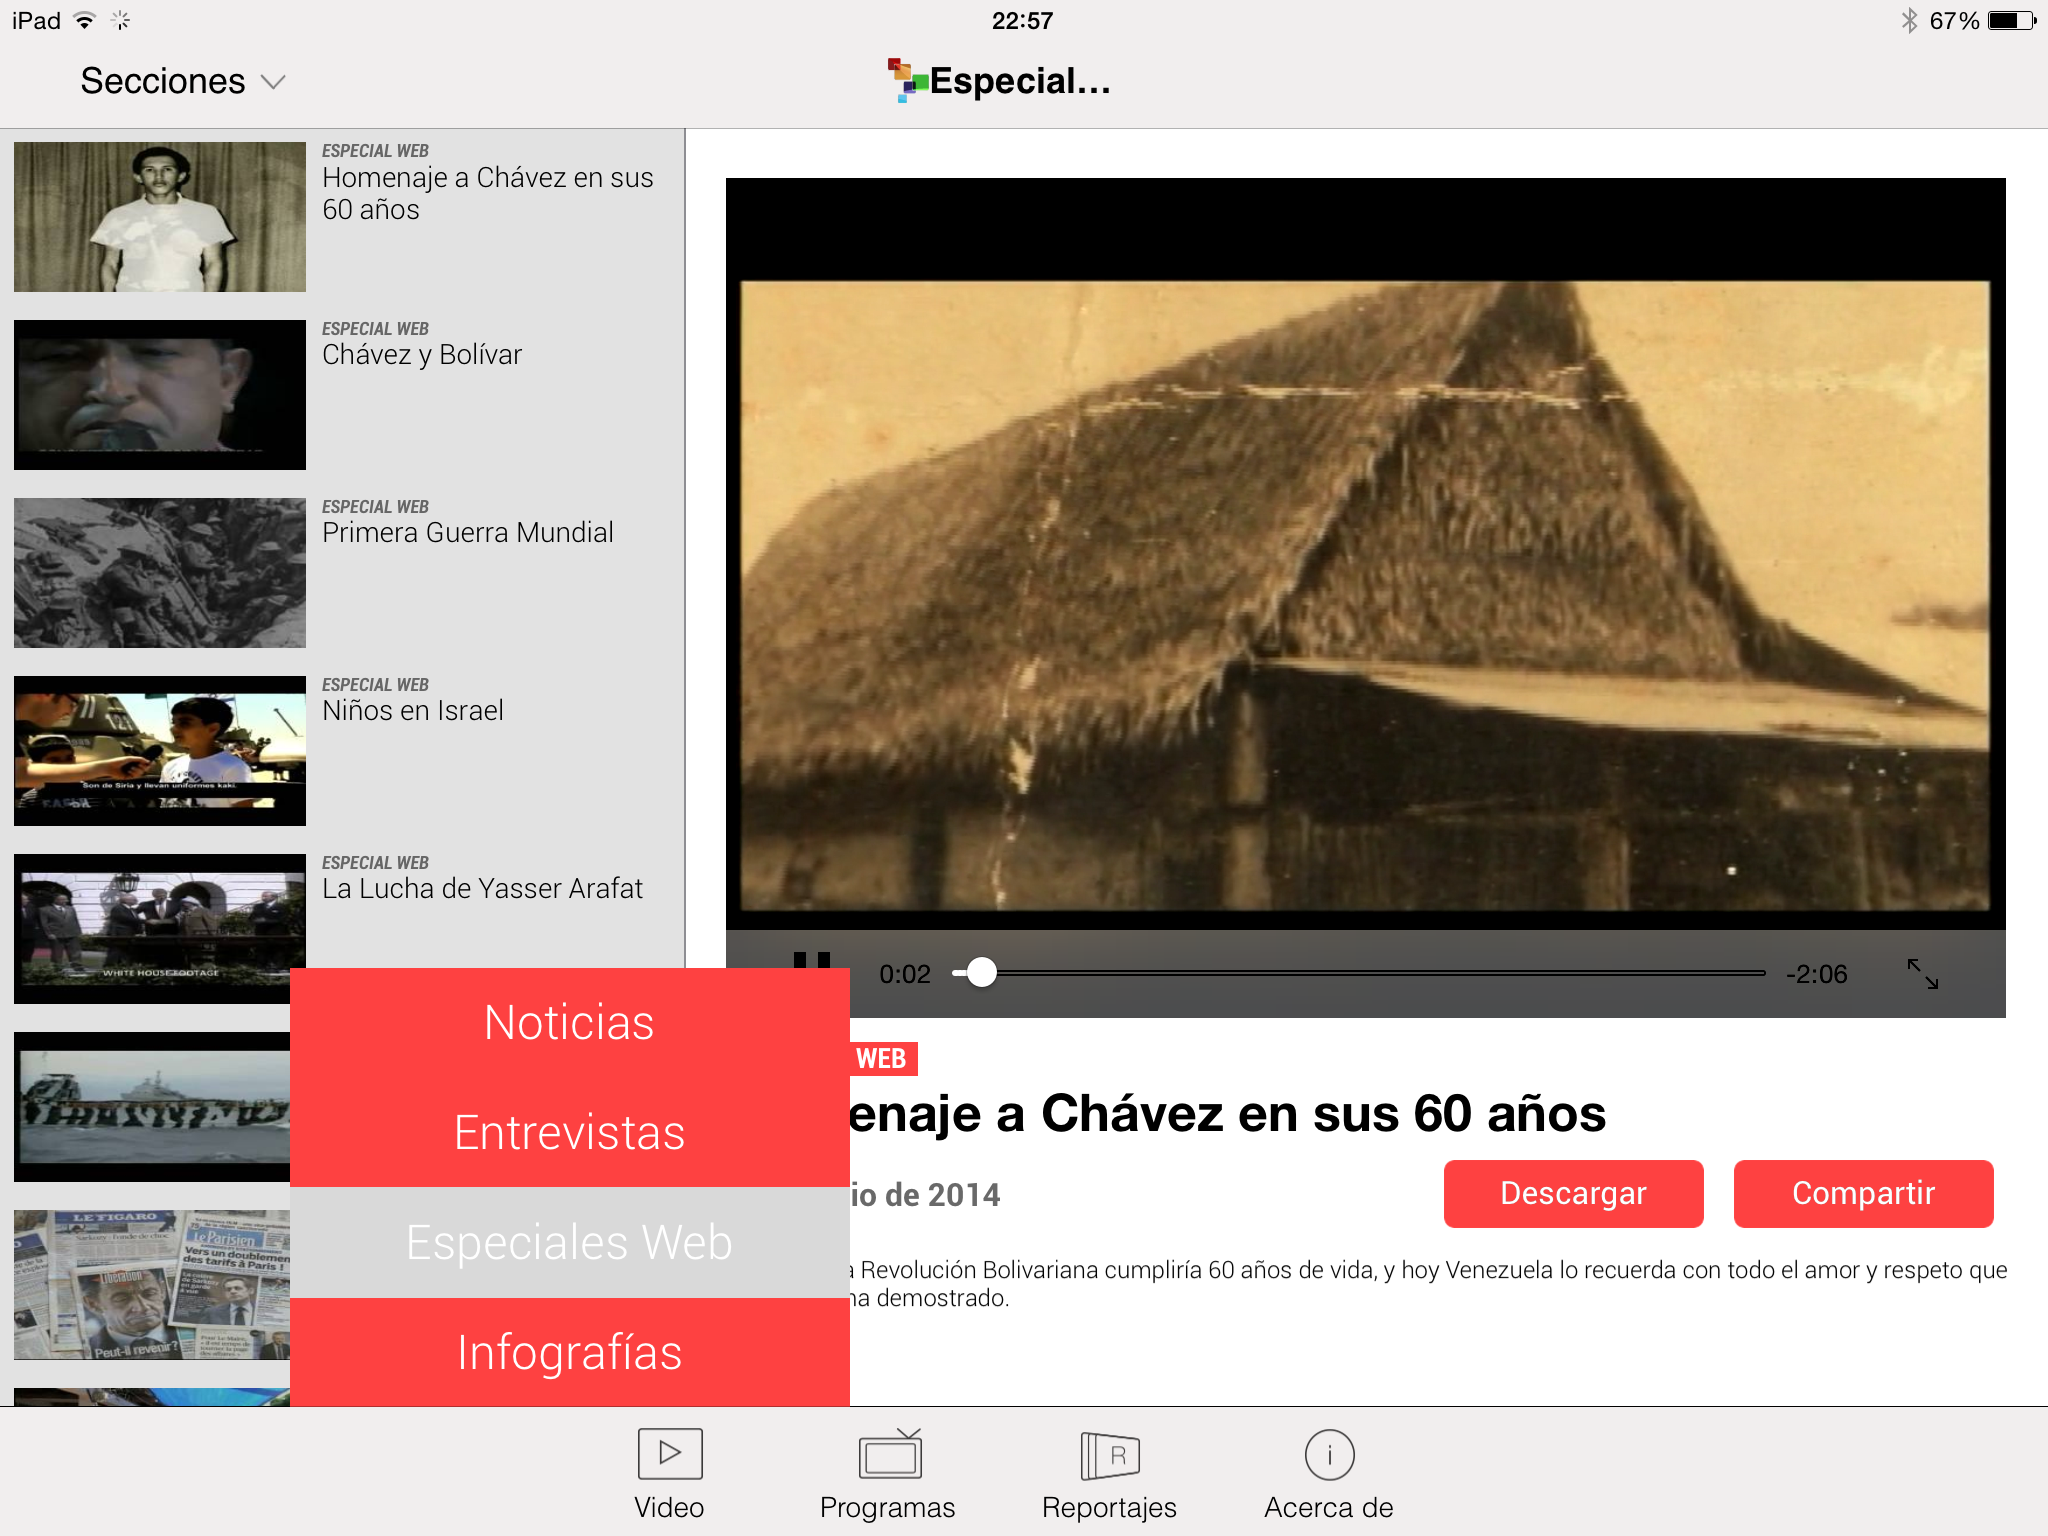 iPad
22:57
67%
Secciones
Especial...
ESPECIAL WEB
Homenaje a Chávez en sus
60 años
ESPECIAL WEB
Chávez y Bolívar
ESPECIAL WEB
Primera Guerra Mundial
ESPECIAL WEB
Niños en Israel
Son de Siria y llevan uniformes kaki.
ESPECIAL WEB
La Lucha de Yasser Arafat
WHITE HOUSE FOOTAGE
LE FIGARO
Le Parisien
Vers un doublement
des tarifs à Paris !
Libération
Peut-il revenir?
0:02
-2:06
Noticias
Entrevistas
Especiales Web
Infografías
WEB
enaje a Chávez en sus 60 años
io de 2014
Descargar
Compartir
a Revolución Bolivariana cumpliría 60 años de vida, y hoy Venezuela lo recuerda con todo el amor y respeto que
ha demostrado.
Video
Programas
R
Reportajes
i
Acerca de